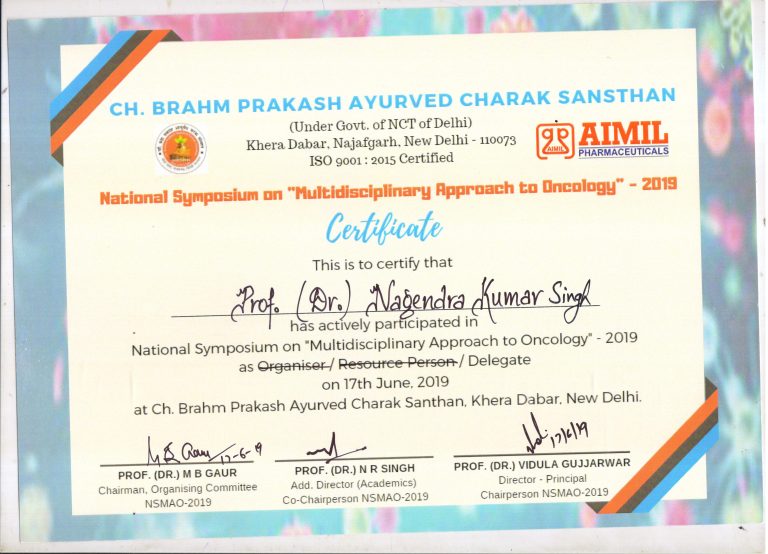 CH. BRAHM PRAKASH AYURVED CHARAK SANSTHAN
(Under Govt. of NCT of Delhi)
Khera Dabar, Najafgarh, New Delhi - 110073
ISO 9001 : 2015 Certified
AIMIL
AIMIL
PHARMACEUTICALS
National Symposium on "Multidisciplinary Approach to Oncology" - 2019
Certificate
This is to certify that
Prof. (Dr.) Nagendra Kumar Singh
has actively participated in
National Symposium on "Multidisciplinary Approach to Oncology" - 2019
as Organiser / Resource Person / Delegate
on 17th June, 2019
at Ch. Brahm Prakash Ayurved Charak Santhan, Khera Dabar, New Delhi.
17-6-19
17/6/19
PROF. (DR.) M B GAUR
Chairman, Organising Committee
NSMAO-2019
PROF. (DR.) N R SINGH
Add. Director (Academics)
Co-Chairperson NSMAO-2019
PROF. (DR.) VIDULA GUJJARWAR
Director - Principal
Chairperson NSMAO-2019